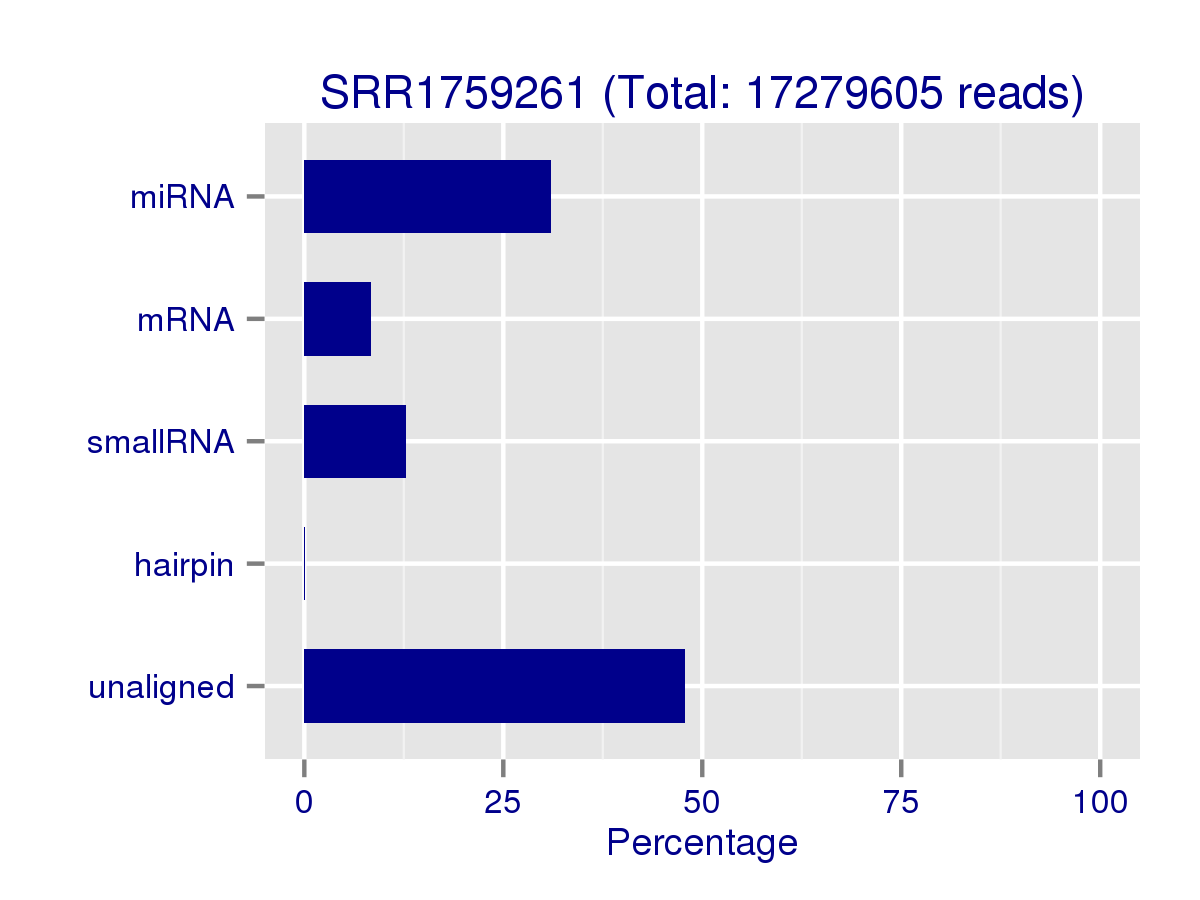 SRR1759261 (Total: 17279605 reads)
miRNA
mRNA
smallRNA
hairpin
unaligned
0 25 50 75 100
Percentage